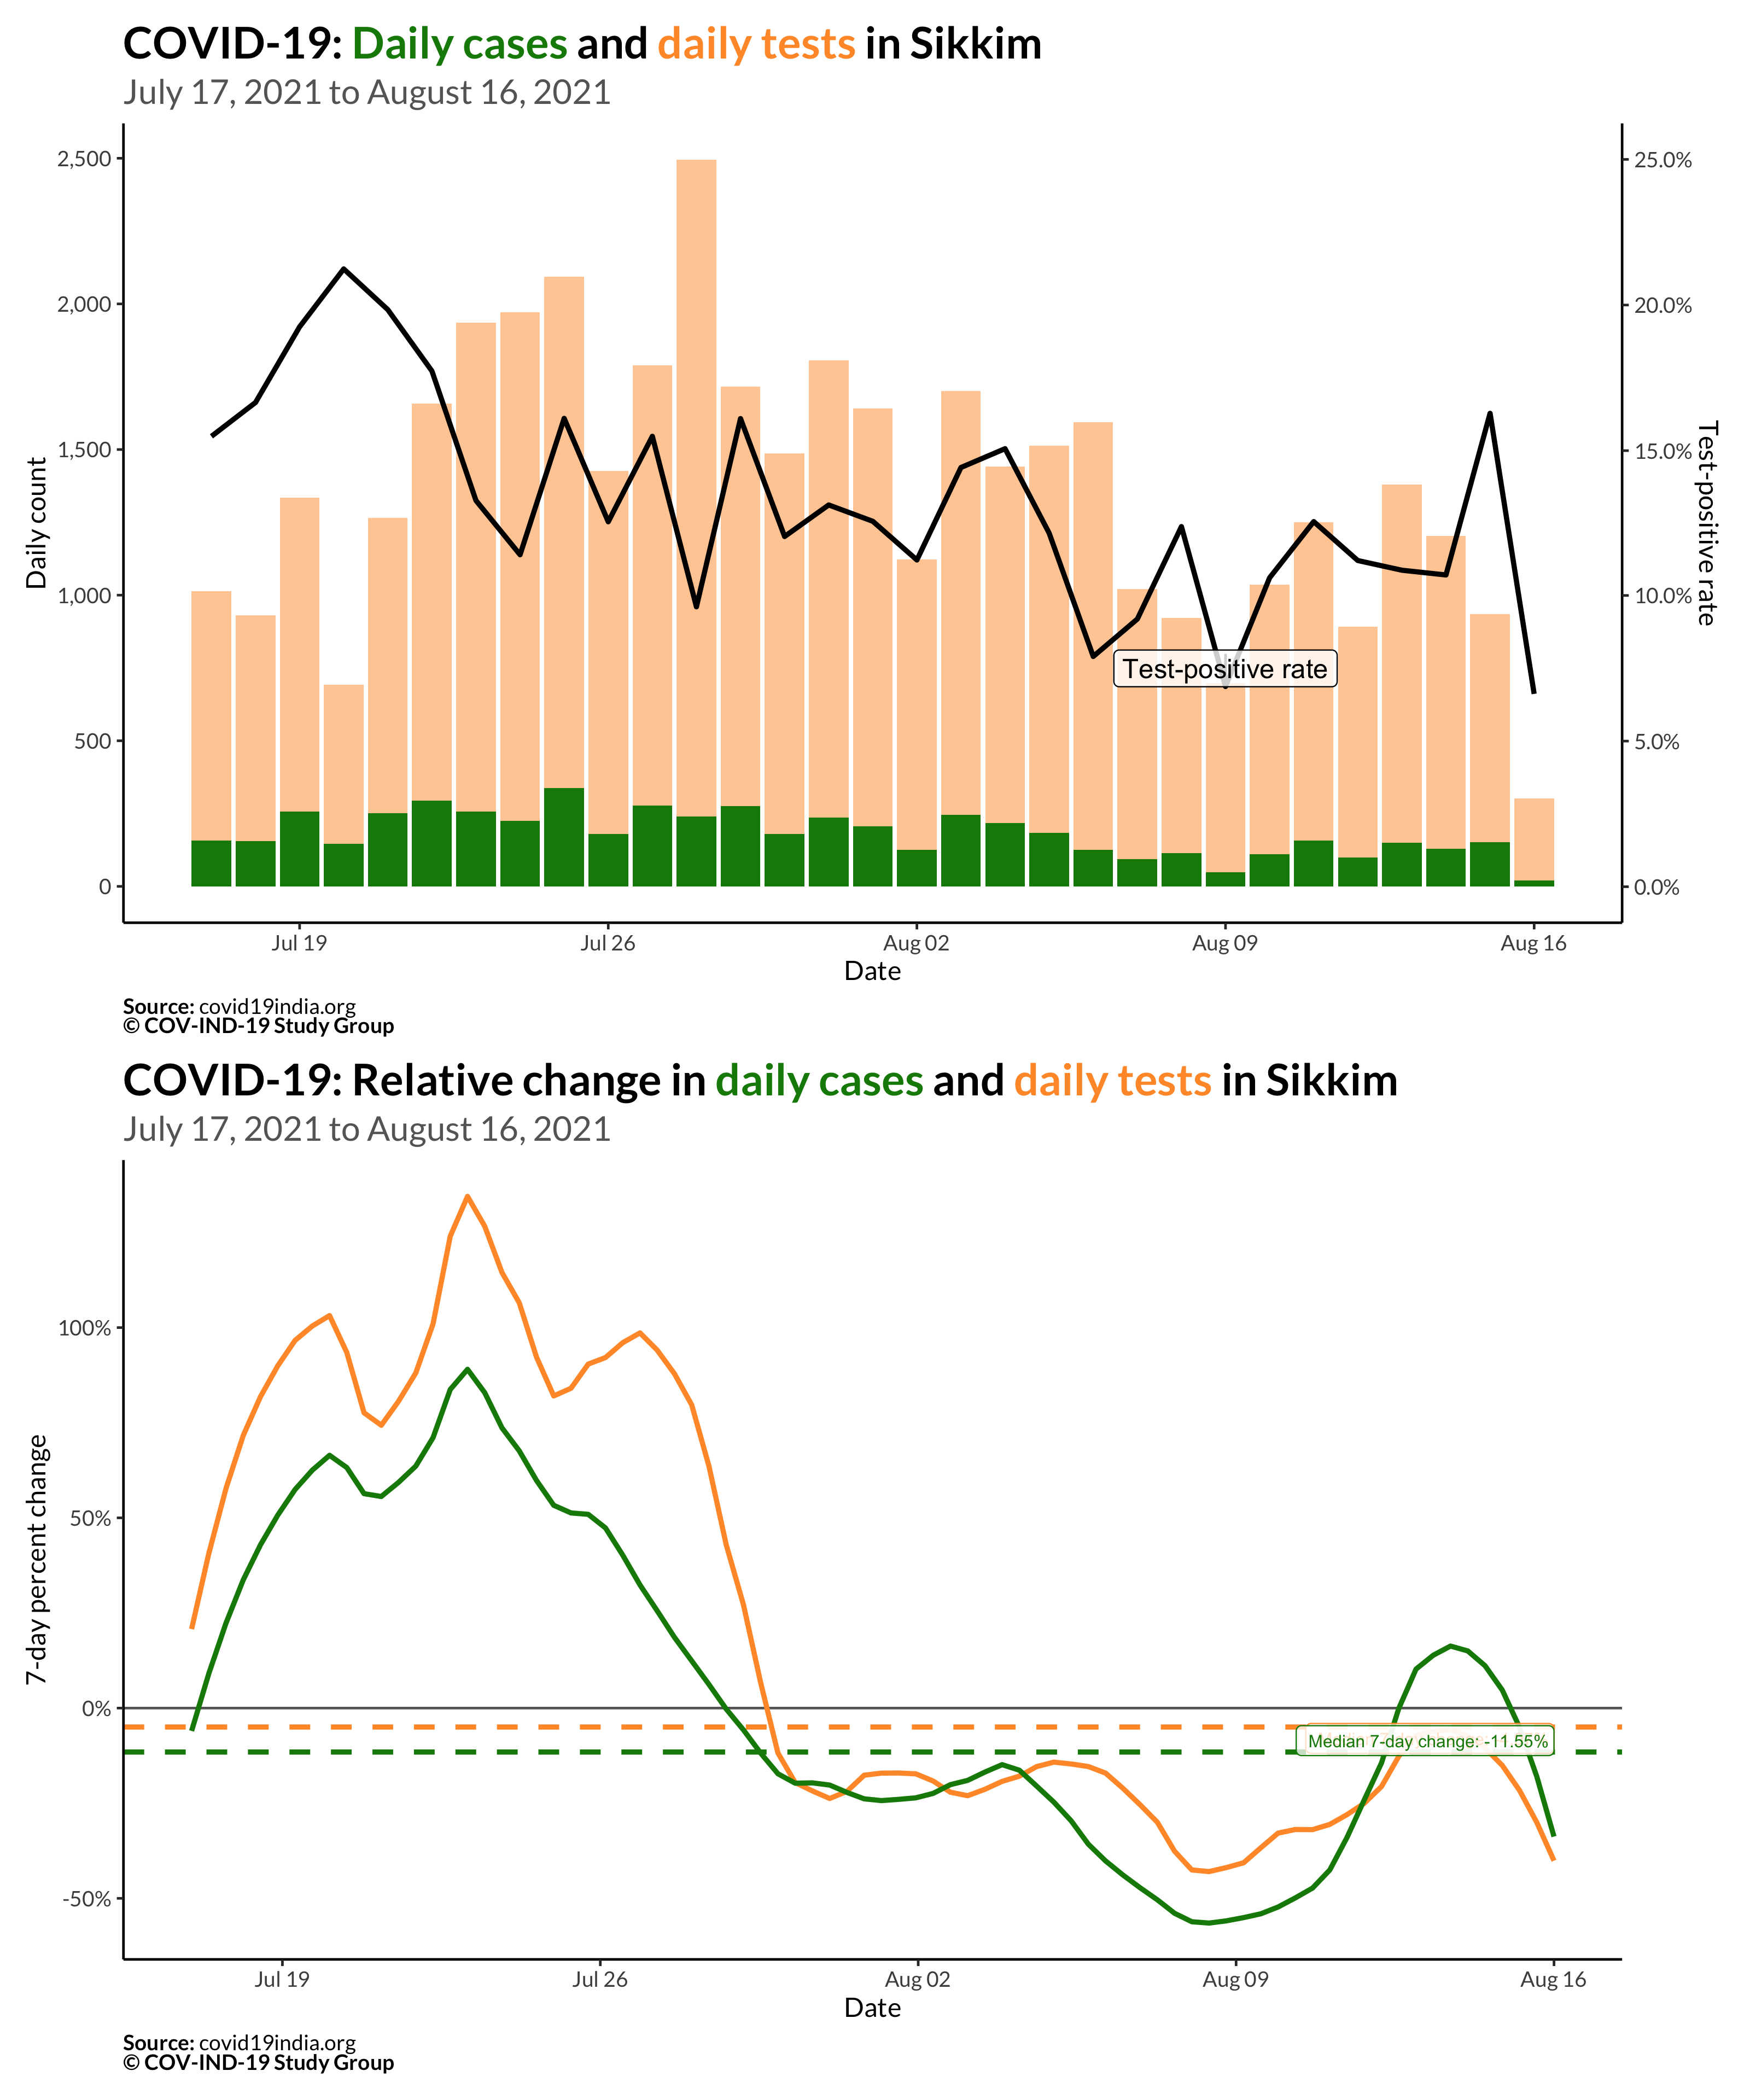 COVID-19: Daily cases and daily tests in Sikkim
July 17, 2021 to August 16, 2021
2,500
2,000
1,500
1,000
500
0
Daily count
25.0%
20.0%
15.0%
10.0%
5.0%
0.0%
Test-positive rate
Test-positive rate
Jul 19
Jul 26
Aug 02
Aug 09
Aug 16
Date
Source: covid19india.org
© COV-IND-19 Study Group
COVID-19: Relative change in daily cases and daily tests in Sikkim
July 17, 2021 to August 16, 2021
100%
50%
0%
-50%
7-day percent change
Median 7-day change: -11.55%
Jul 19
Jul 26
Aug 02
Aug 09
Aug 16
Date
Source: covid19india.org
© COV-IND-19 Study Group